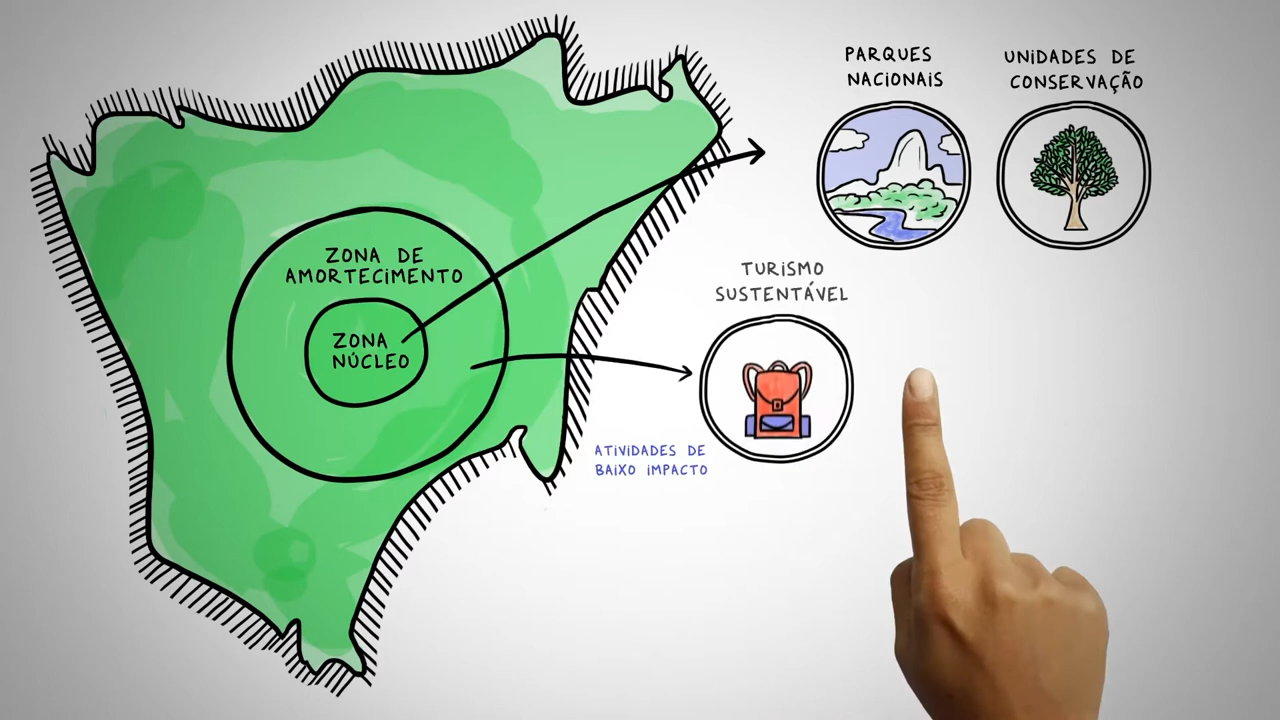 PARQUES
NACIONAIS
UNIDADES DE
CONSERVAÇÃO
ZONA DE
AMORTECIMENTO
ZONA
NÚCLEO
TURISMO
SUSTENTÁVEL
ATIVIDADES DE
BAIXO IMPACTO